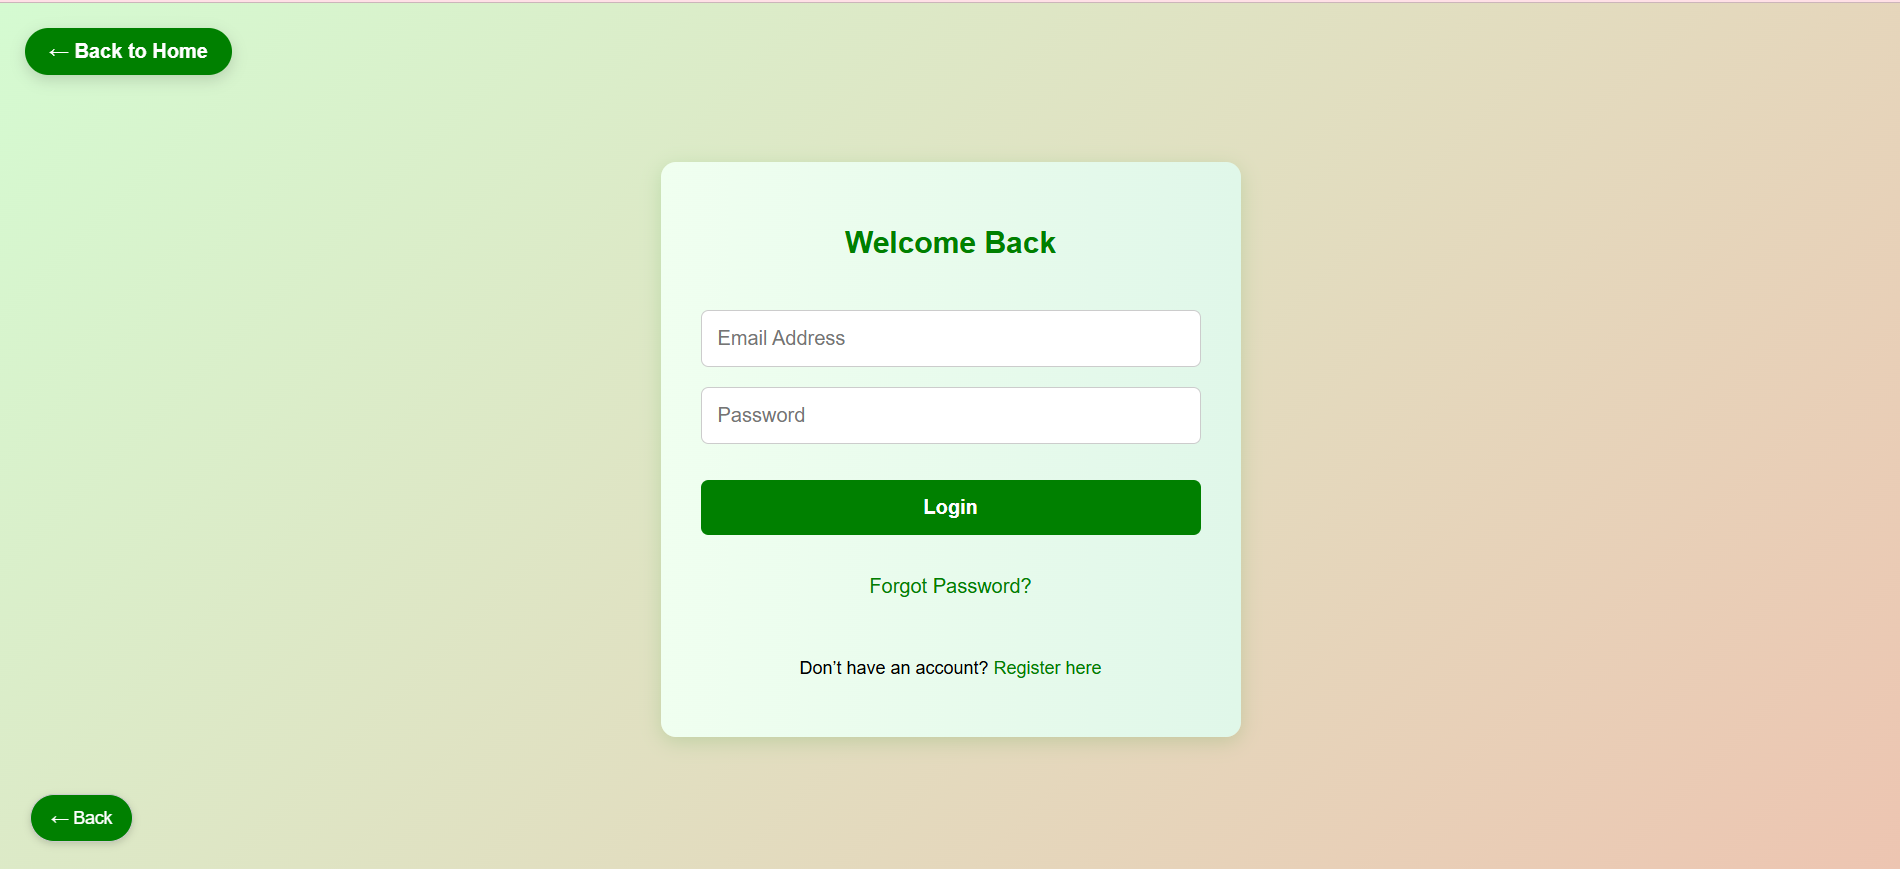 ← Back to Home
Welcome Back
Email Address
Password
Login
Forgot Password?
Don’t have an account? Register here
← Back